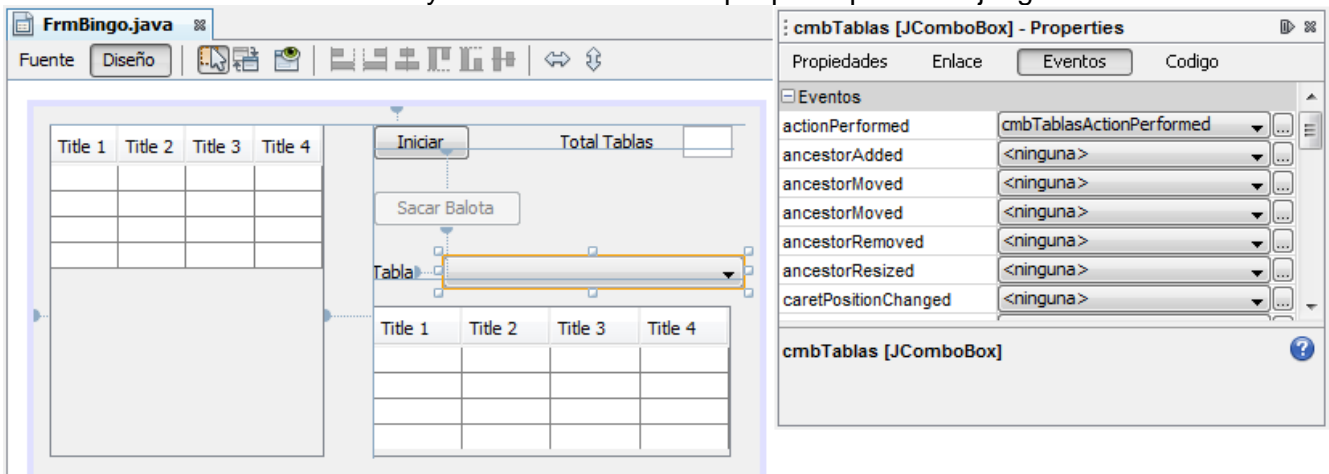 FrmBingo.java
Fuente Diseño
Title 1 Title 2 Title 3 Title 4
Iniciar Total Tablas
Sacar Balota
Tabla
Title 1 Title 2 Title 3 Title 4
cmbTablas [JComboBox] - Properties
Propiedades Enlace Eventos Codigo
Eventos
actionPerformed cmbTablasActionPerformed
ancestorAdded <ninguna>
ancestorMoved <ninguna>
ancestorMoved <ninguna>
ancestorRemoved <ninguna>
ancestorResized <ninguna>
caretPositionChanged <ninguna>
cmbTablas [JComboBox]